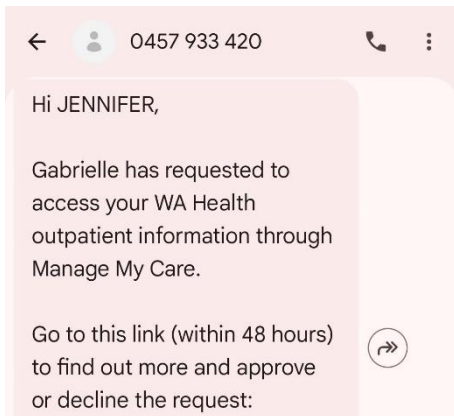 0457 933 420
Hi JENNIFER,
Gabrielle has requested to
access your WA Health
outpatient information through
Manage My Care.
Go to this link (within 48 hours)
to find out more and approve
or decline the request: